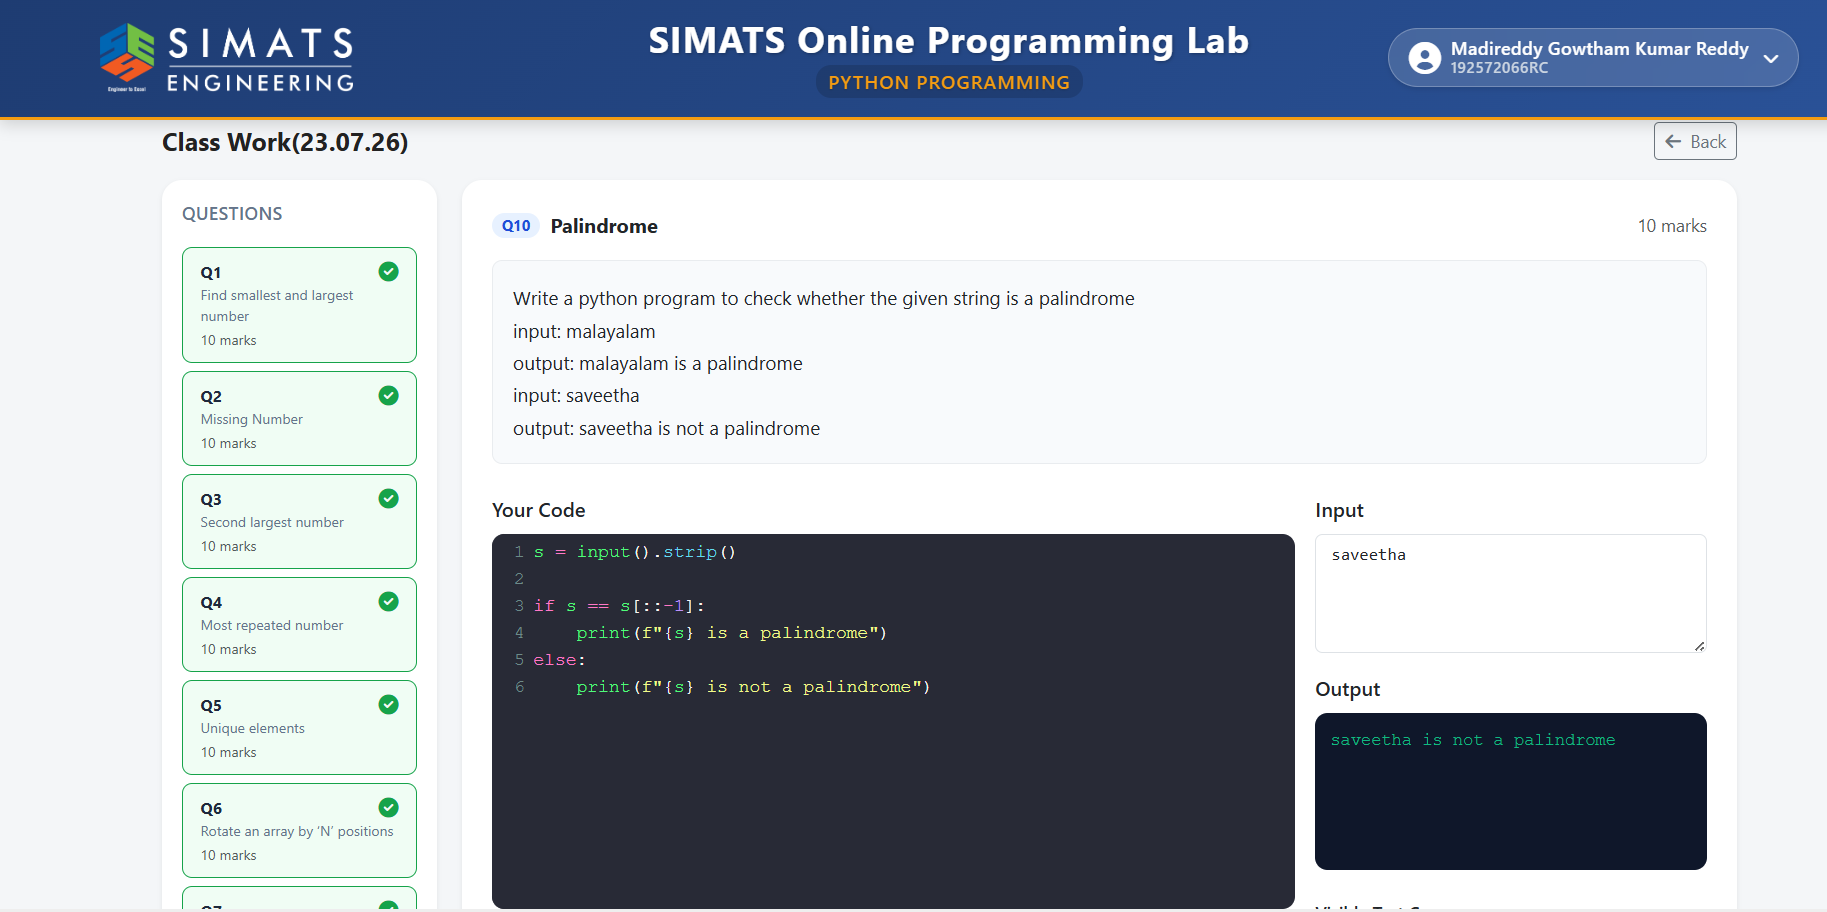 SIMATS
ENGINEERING
Engineer to Excel
SIMATS Online Programming Lab
PYTHON PROGRAMMING
Madireddy Gowtham Kumar Reddy
192572066RC
Class Work(23.07.26)
Back
QUESTIONS
Q1
Find smallest and largest
number
10 marks
Q2
Missing Number
10 marks
Q3
Second largest number
10 marks
Q4
Most repeated number
10 marks
Q5
Unique elements
10 marks
Q6
Rotate an array by ‘N’ positions
10 marks
Q10 Palindrome
10 marks
Write a python program to check whether the given string is a palindrome
input: malayalam
output: malayalam is a palindrome
input: saveetha
output: saveetha is not a palindrome
Your Code
1 s = input().strip()
2
3 if s == s[::-1]:
4     print(f"{s} is a palindrome")
5 else:
6     print(f"{s} is not a palindrome")
Input
saveetha
Output
saveetha is not a palindrome